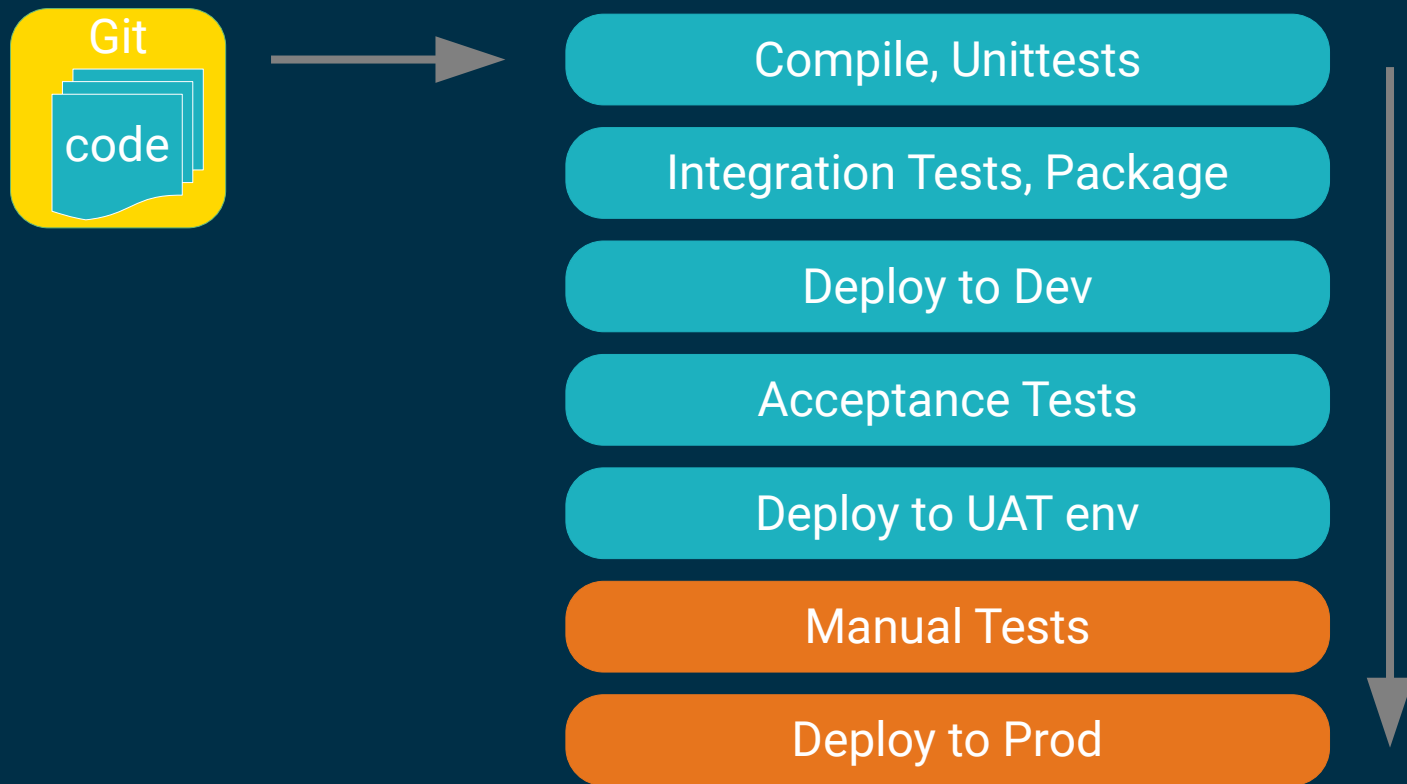 Git
code
Compile, Unittests
Integration Tests, Package
Deploy to Dev
Acceptance Tests
Deploy to UAT env
Manual Tests
Deploy to Prod